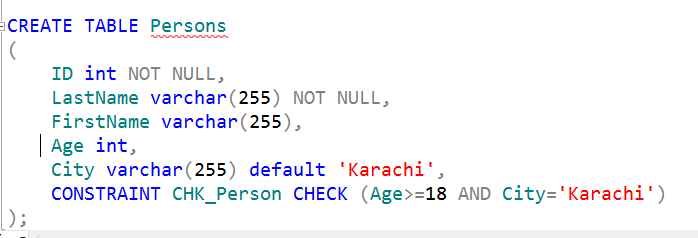 CREATE TABLE Persons
(
ID int NOT NULL,
LastName varchar(255) NOT NULL,
FirstName varchar(255),
Age int,
City varchar(255) default 'Karachi',
CONSTRAINT CHK_Person CHECK (Age>=18 AND City='Karachi')
);